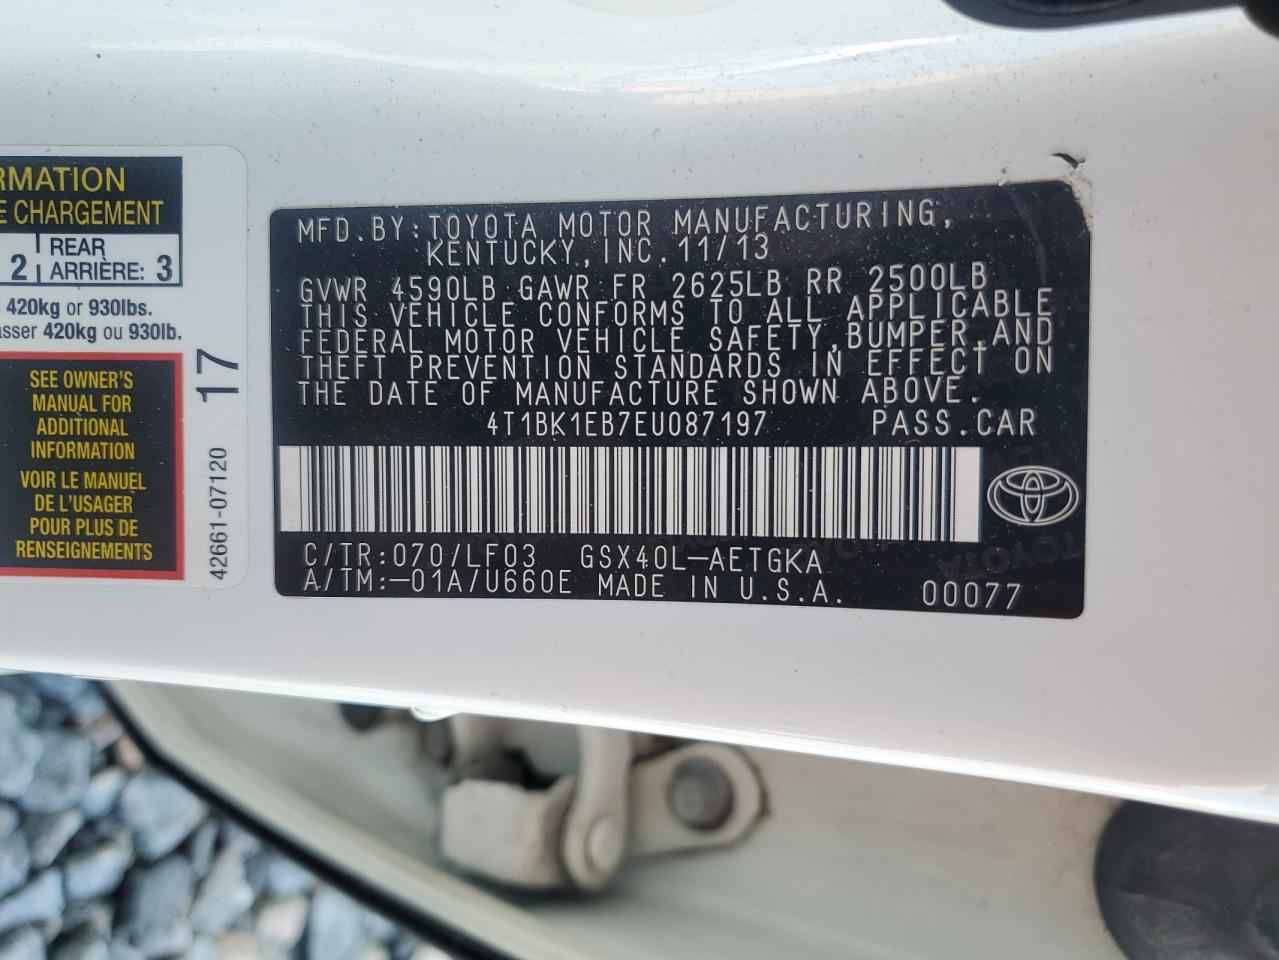 RMATION
E CHARGEMENT
2 REAR
ARRIÈRE: 3
420kg or 930lbs.
asser 420kg ou 930lb.
SEE OWNER'S
MANUAL FOR
ADDITIONAL
INFORMATION
VOIR LE MANUEL
DE L'USAGER
POUR PLUS DE
RENSEIGNEMENTS
17
42661-07120
MFD.BY:TOYOTA MOTOR MANUFACTURING,
KENTUCKY,INC.11/13
GVWR 4590LB GAWR FR 2625LB RR 2500LB
THIS VEHICLE CONFORMS TO ALL APPLICABLE
FEDERAL MOTOR VEHICLE SAFETY,BUMPER,AND
THEFT PREVENTION STANDARDS IN EFFECT ON
THE DATE OF MANUFACTURE SHOWN ABOVE.
4T1BK1EB7EU087197 PASS.CAR
C/TR:070/LF03 GSX40L-AETGKA
A/TM:-01A/U660E MADE IN U.S.A. 00077